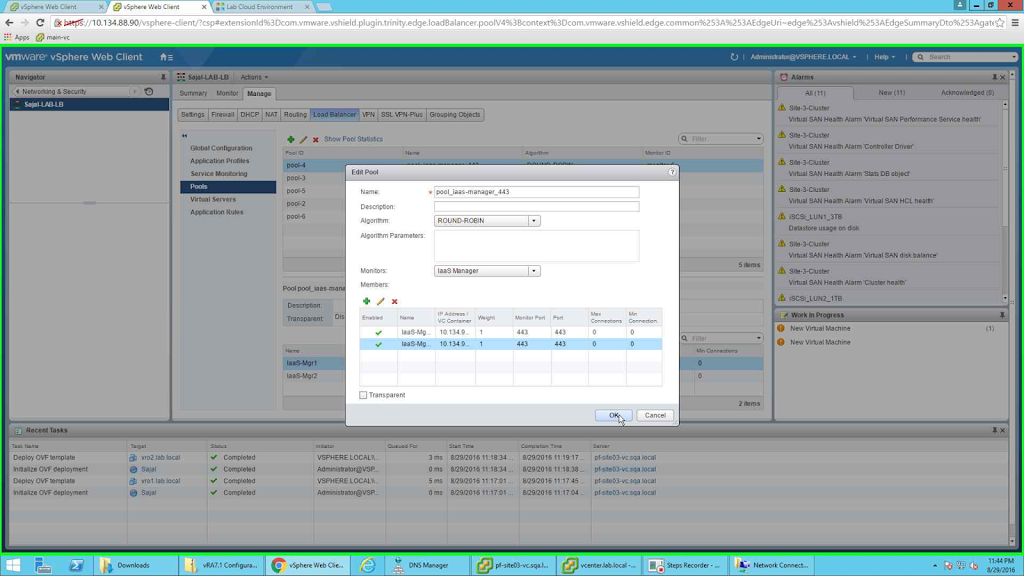 vSphere Web Client
vSphere Web Client
Lab Cloud Environment
https://10.134.88.90/vsphere-client/?csp#extensionId%3Dcom.vmware.vshield.plugin.trinity.edge.loadBalancer.poolV4%3Bcontext%3Dcom.vmware.vshield.edge.common%253A%253AEdgeUri~edge%253Avshield%253AEdgeSummaryDto%253Agate
Apps main-vc
vmware® vSphere Web Client
Administrator@VSPHERE.LOCAL
Help
Search
Navigator
Networking & Security
Sajal-LAB-LB
Sajal-LAB-LB Actions
Summary Monitor Manage
Settings Firewall DHCP NAT Routing Load Balancer VPN SSL VPN-Plus Grouping Objects
Global Configuration
Application Profiles
Service Monitoring
Pools
Virtual Servers
Application Rules
Show Pool Statistics
Filter
Pool ID Name Algorithm Monitor ID
pool-4
pool-3
pool-5
pool-2
pool-6
5 items
Pool pool_iaas-mana
Description:
Transparent: Dis
Filter
Name Min Connections
IaaS-Mgr1 0
IaaS-Mgr2 0
2 items
Edit Pool
?
Name: * pool_iaas-manager_443
Description:
Algorithm: ROUND-ROBIN
Algorithm Parameters:
Monitors: IaaS Manager
Members:
Enabled Name IP Address / VC Container Weight Monitor Port Port Max Connections Min Connection.
IaaS-Mg... 10.134.9... 1 443 443 0 0
IaaS-Mg... 10.134.9... 1 443 443 0 0
Transparent
OK Cancel
Alarms
All (11) New (11) Acknowledged (0)
Site-3-Cluster
Virtual SAN Health Alarm 'Virtual SAN Performance Service health'
Site-3-Cluster
Virtual SAN Health Alarm 'Controller Driver'
Site-3-Cluster
Virtual SAN Health Alarm 'Stats DB object'
Site-3-Cluster
Virtual SAN Health Alarm 'Virtual SAN HCL health'
iSCSI_LUN1_3TB
Datastore usage on disk
Site-3-Cluster
Virtual SAN Health Alarm 'Virtual SAN disk balance'
Site-3-Cluster
Virtual SAN Health Alarm 'Cluster health'
iSCSI_LUN2_1TB
Work In Progress
New Virtual Machine (1)
New Virtual Machine
Recent Tasks
Task Name Target Status Initiator Queued For Start Time Completion Time Server
Deploy OVF template vro2.lab.local Completed VSPHERE.LOCAL\... 3 ms 8/29/2016 11:18:34 ... 8/29/2016 11:19:17 ... pf-site03-vc.sqa.local
Initialize OVF deployment Sajal Completed Administrator@VSP... 0 ms 8/29/2016 11:18:34 ... 8/29/2016 11:18:36 ... pf-site03-vc.sqa.local
Deploy OVF template vro1.lab.local Completed VSPHERE.LOCAL\... 5 ms 8/29/2016 11:17:01 ... 8/29/2016 11:17:45 ... pf-site03-vc.sqa.local
Initialize OVF deployment Sajal Completed Administrator@VSP... 0 ms 8/29/2016 11:17:01 ... 8/29/2016 11:17:04 ... pf-site03-vc.sqa.local
Downloads
vRA7.1 Configura...
vSphere Web Clie...
DNS Manager
pf-site03-vc.sqa.l...
vcenter.lab.local -...
Steps Recorder - ...
Network Connect...
11:44 PM
8/29/2016